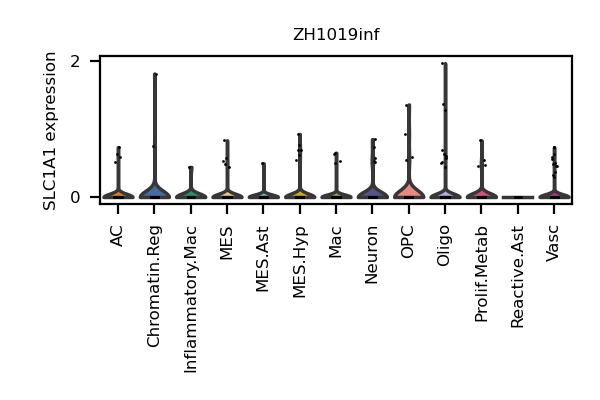 ZH1019inf
SLC1A1 expression
2
0
AC
Chromatin.Reg
Inflammatory.Mac
MES
MES.Ast
MES.Hyp
Mac
Neuron
OPC
Oligo
Prolif.Metab
Reactive.Ast
Vasc